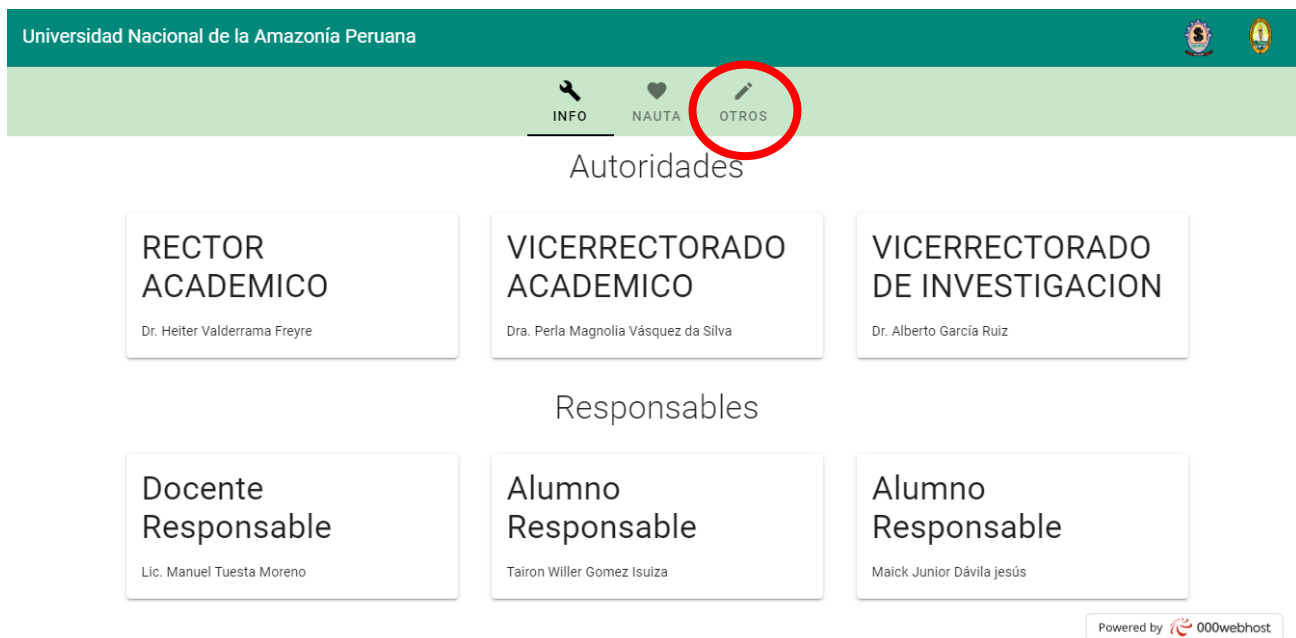 Universidad Nacional de la Amazonía Peruana
INFO
NAUTA
OTROS
Autoridades
RECTOR
ACADEMICO
Dr. Heiter Valderrama Freyre
VICERRECTORADO
ACADEMICO
Dra. Perla Magnolia Vásquez da Silva
VICERRECTORADO
DE INVESTIGACION
Dr. Alberto García Ruiz
Responsables
Docente
Responsable
Lic. Manuel Tuesta Moreno
Alumno
Responsable
Tairon Willer Gomez Isuiza
Alumno
Responsable
Maick Junior Dávila jesús
Powered by 000webhost